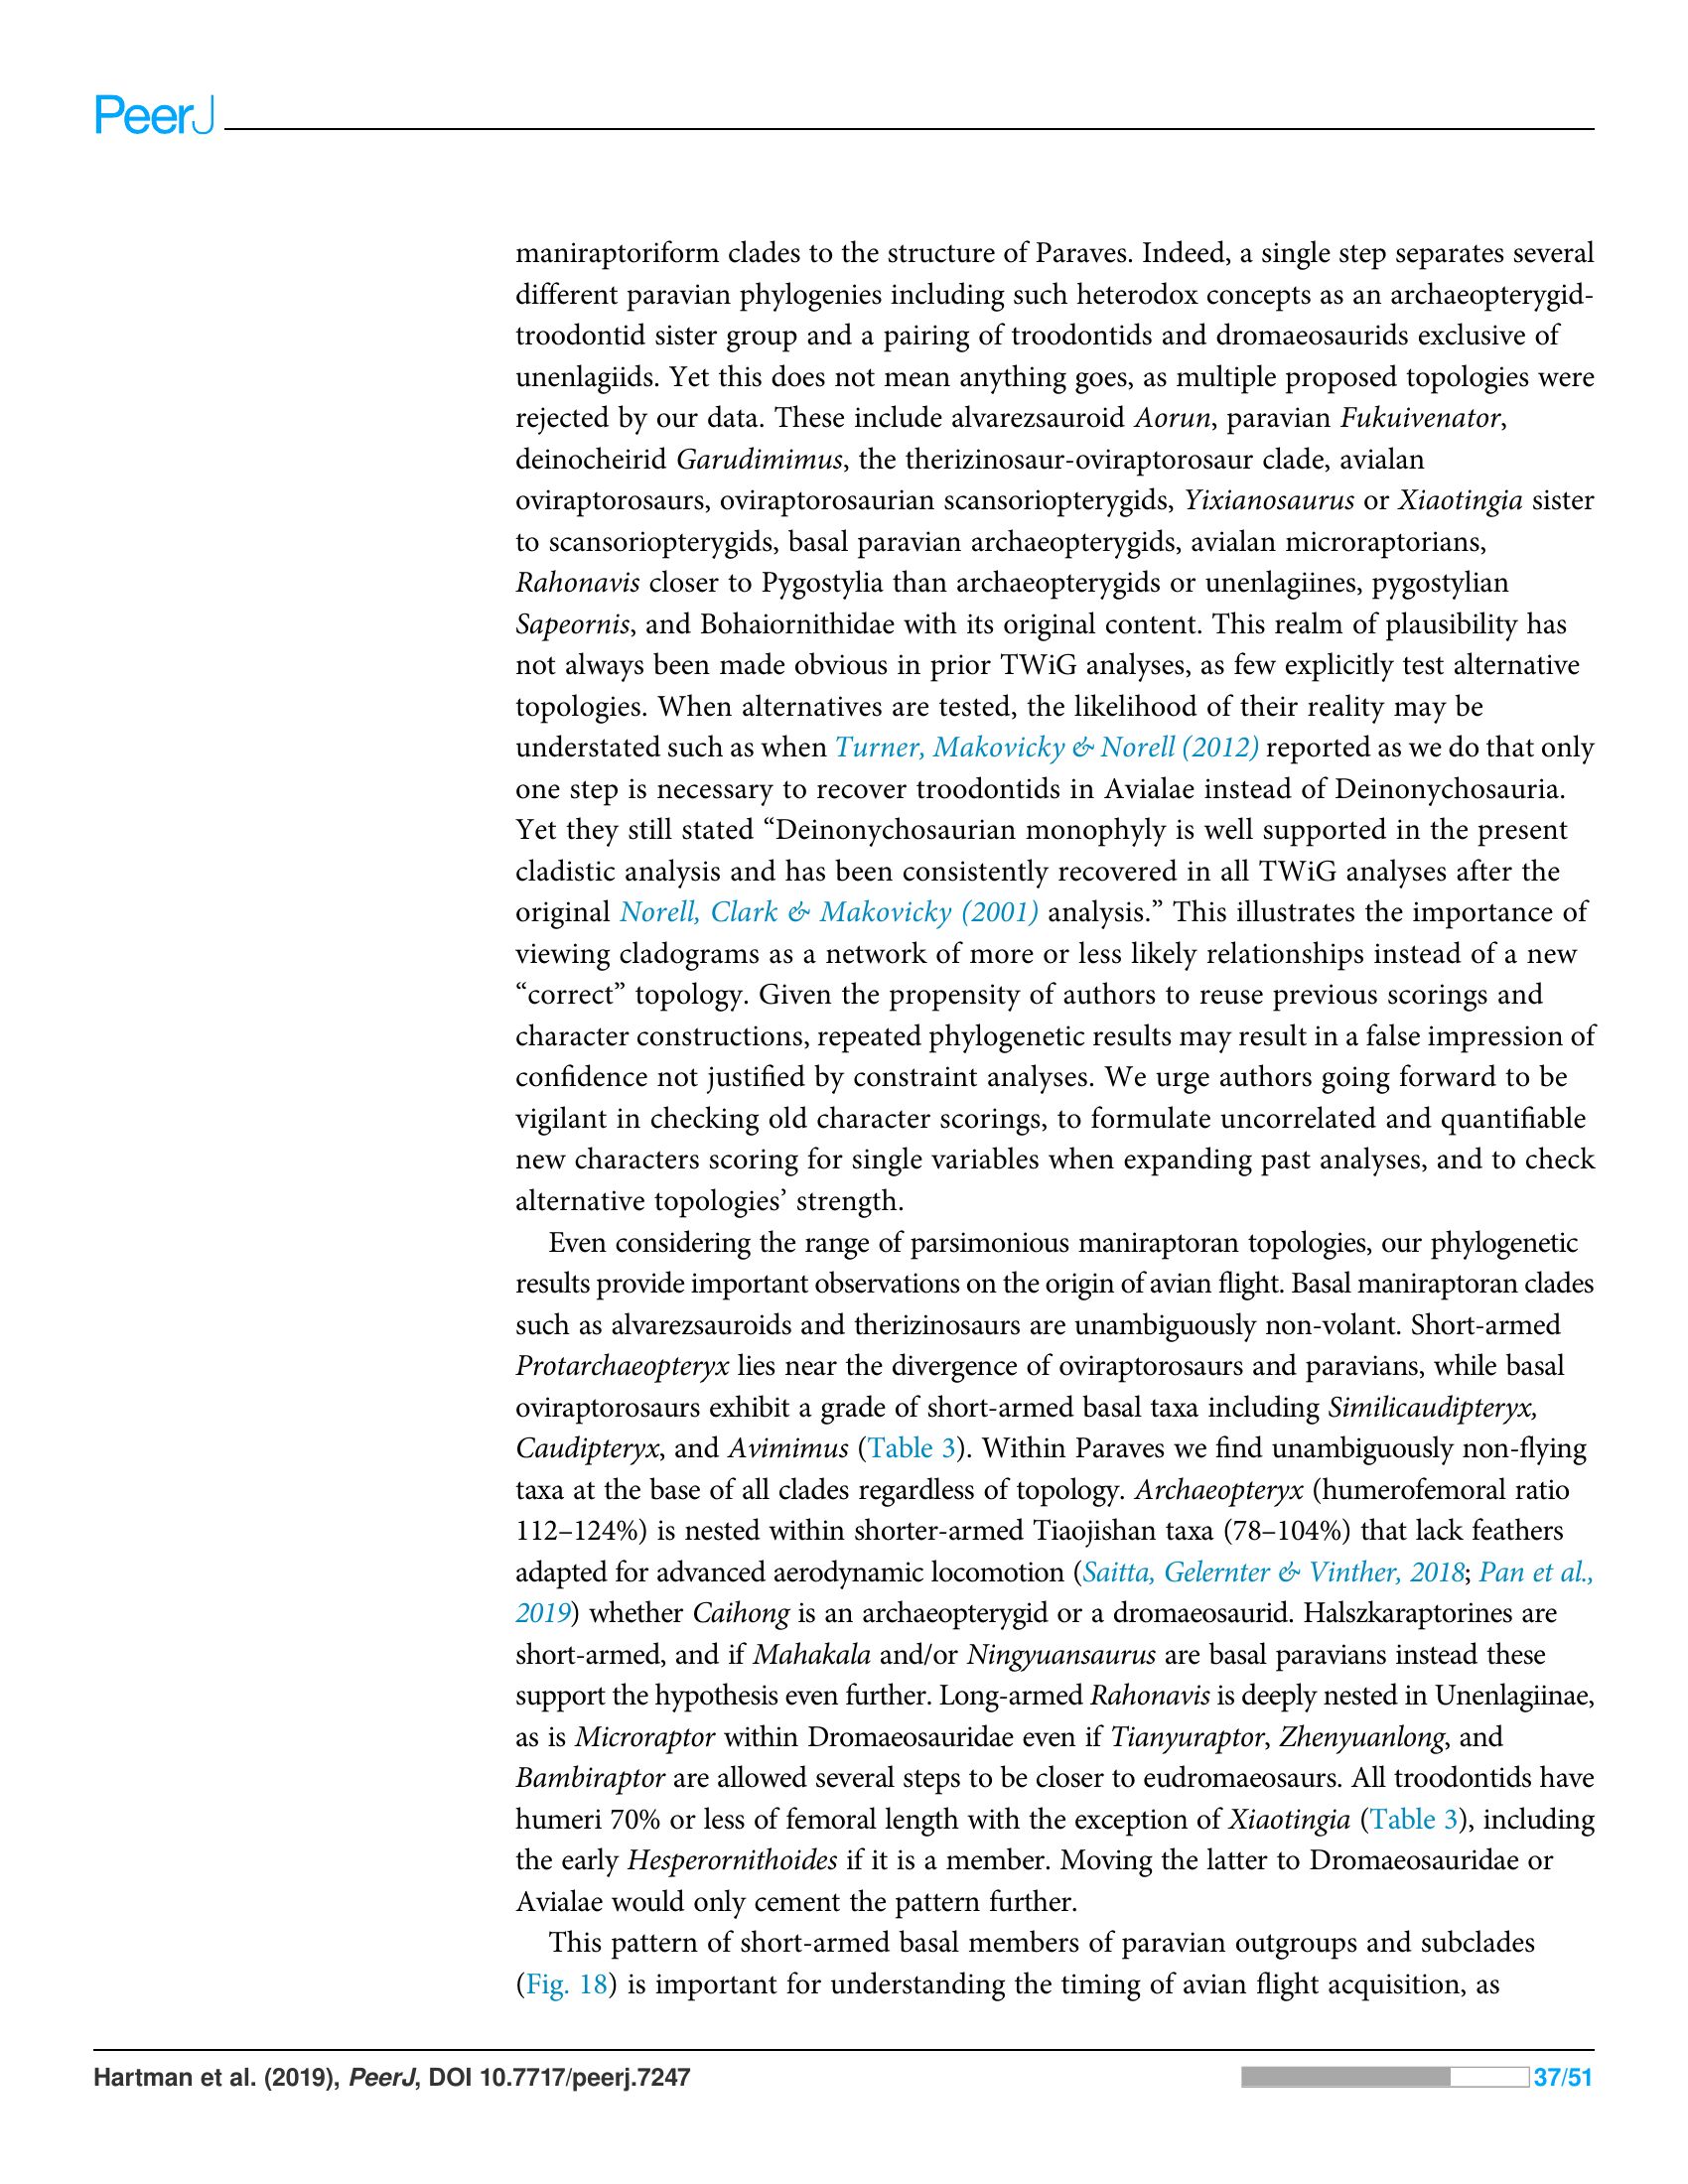 PeerJ
maniraptoriform clades to the structure of Paraves. Indeed, a single step separates several
different paravian phylogenies including such heterodox concepts as an archaeopterygid-
troodontid sister group and a pairing of troodontids and dromaeosaurids exclusive of
unenlagiids. Yet this does not mean anything goes, as multiple proposed topologies were
rejected by our data. These include alvarezsauroid Aorun, paravian Fukuivenator,
deinocheirid Garudimimus, the therizinosaur-oviraptorosaur clade, avialan
oviraptorosaurs, oviraptorosaurian scansoriopterygids, Yixianosaurus or Xiaotingia sister
to scansoriopterygids, basal paravian archaeopterygids, avialan microraptorians,
Rahonavis closer to Pygostylia than archaeopterygids or unenlagiines, pygostylian
Sapeornis, and Bohaiornithidae with its original content. This realm of plausibility has
not always been made obvious in prior TWiG analyses, as few explicitly test alternative
topologies. When alternatives are tested, the likelihood of their reality may be
understated such as when Turner, Makovicky & Norell (2012) reported as we do that only
one step is necessary to recover troodontids in Avialae instead of Deinonychosauria.
Yet they still stated “Deinonychosaurian monophyly is well supported in the present
cladistic analysis and has been consistently recovered in all TWiG analyses after the
original Norell, Clark & Makovicky (2001) analysis.” This illustrates the importance of
viewing cladograms as a network of more or less likely relationships instead of a new
“correct” topology. Given the propensity of authors to reuse previous scorings and
character constructions, repeated phylogenetic results may result in a false impression of
confidence not justified by constraint analyses. We urge authors going forward to be
vigilant in checking old character scorings, to formulate uncorrelated and quantifiable
new characters scoring for single variables when expanding past analyses, and to check
alternative topologies’ strength.
Even considering the range of parsimonious maniraptoran topologies, our phylogenetic
results provide important observations on the origin of avian flight. Basal maniraptoran clades
such as alvarezsauroids and therizinosaurs are unambiguously non-volant. Short-armed
Protarchaeopteryx lies near the divergence of oviraptorosaurs and paravians, while basal
oviraptorosaurs exhibit a grade of short-armed basal taxa including Similicaudipteryx,
Caudipteryx, and Avimimus (Table 3). Within Paraves we find unambiguously non-flying
taxa at the base of all clades regardless of topology. Archaeopteryx (humerofemoral ratio
112–124%) is nested within shorter-armed Tiaojishan taxa (78–104%) that lack feathers
adapted for advanced aerodynamic locomotion (Saitta, Gelernter & Vinther, 2018; Pan et al.,
2019) whether Caihong is an archaeopterygid or a dromaeosaurid. Halszkaraptorines are
short-armed, and if Mahakala and/or Ningyuansaurus are basal paravians instead these
support the hypothesis even further. Long-armed Rahonavis is deeply nested in Unenlagiinae,
as is Microraptor within Dromaeosauridae even if Tianyuraptor, Zhenyuanlong, and
Bambiraptor are allowed several steps to be closer to eudromaeosaurs. All troodontids have
humeri 70% or less of femoral length with the exception of Xiaotingia (Table 3), including
the early Hesperornithoides if it is a member. Moving the latter to Dromaeosauridae or
Avialae would only cement the pattern further.
This pattern of short-armed basal members of paravian outgroups and subclades
(Fig. 18) is important for understanding the timing of avian flight acquisition, as
Hartman et al. (2019), PeerJ, DOI 10.7717/peerj.7247
37/51